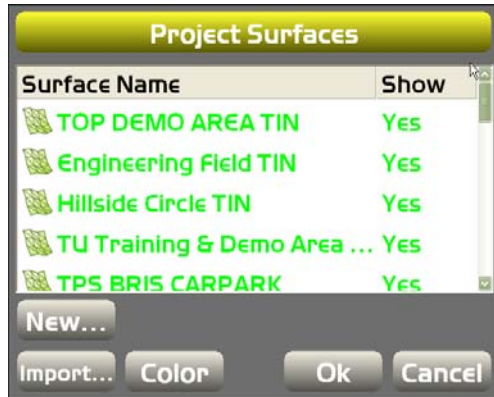 Project Surfaces
Surface Name Show
TOP DEMO AREA TIN Yes
Engineering Field TIN Yes
Hillside Circle TIN Yes
TU Training & Demo Area ... Yes
TPS BRIS CARPARK Yes
New...
Import... Color Ok Cancel